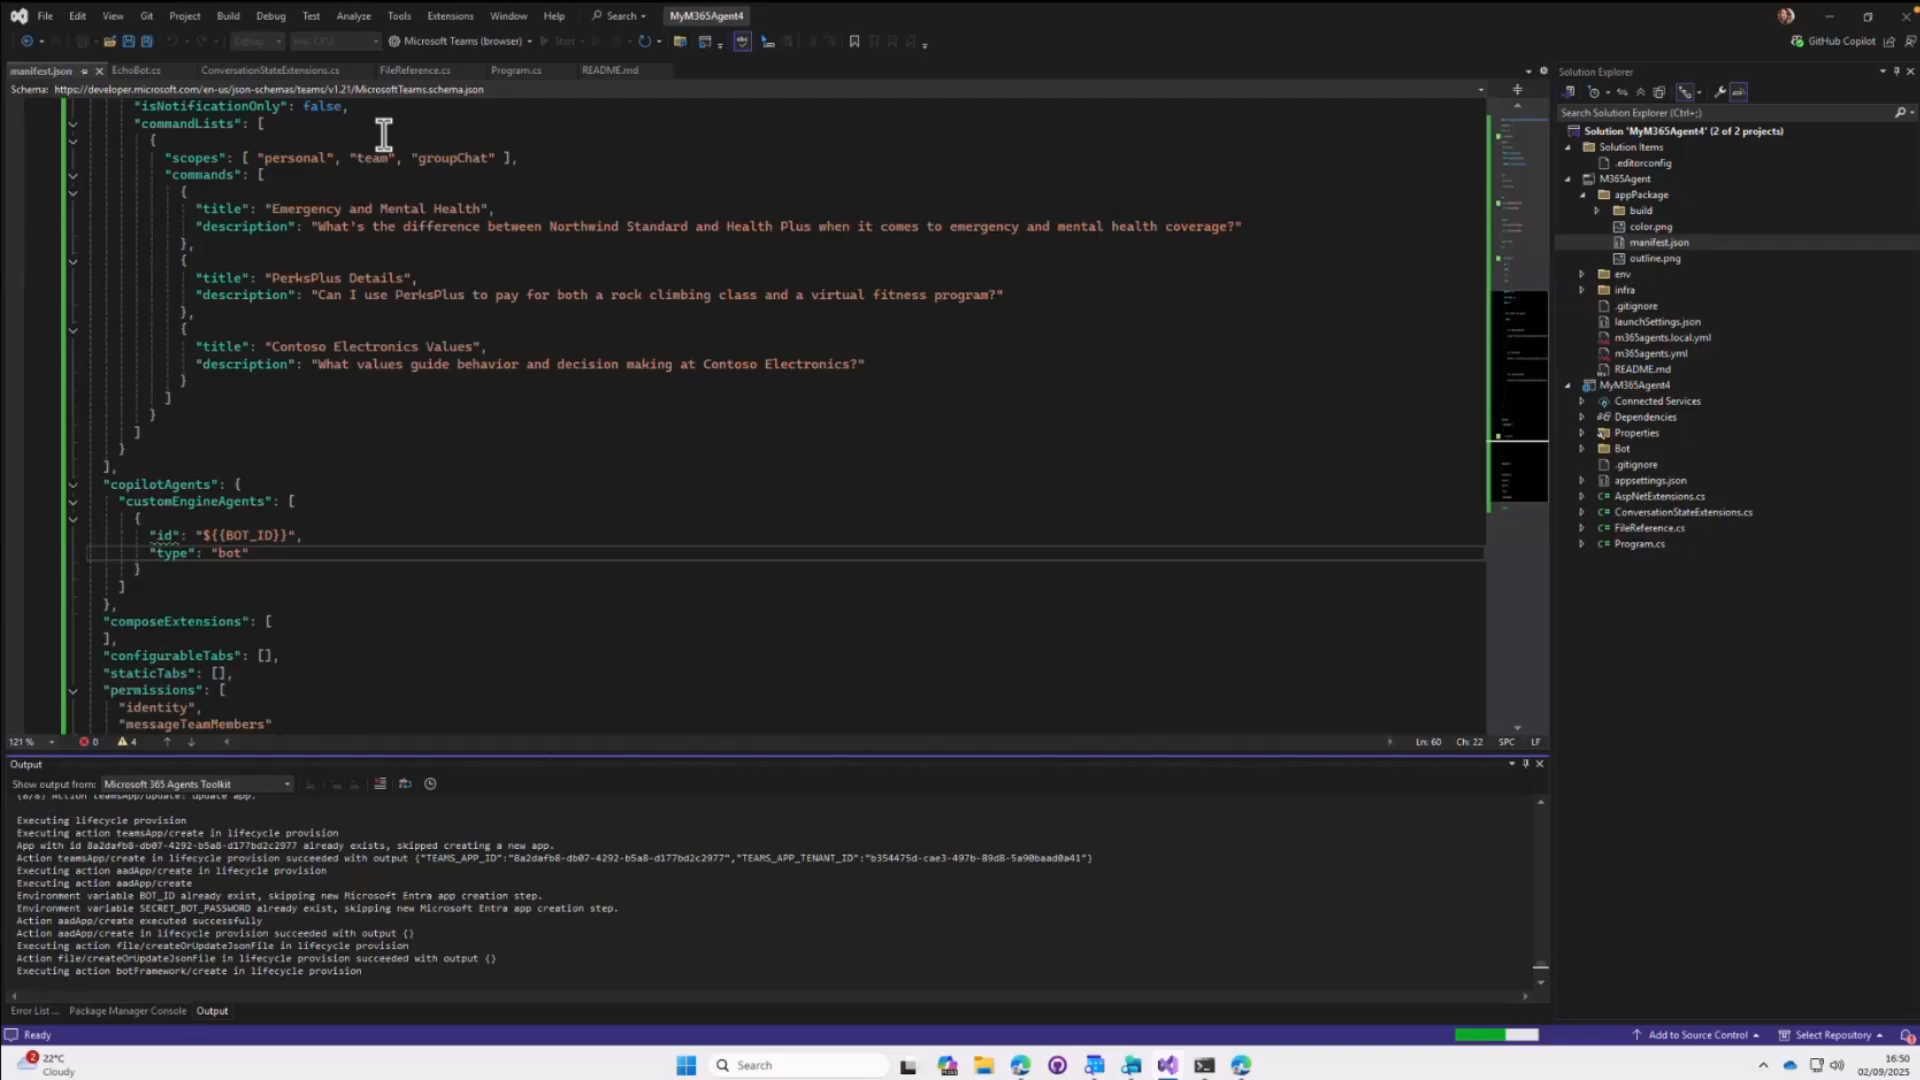 File Edit View Git Project Build Debug Test Analyze Tools Extensions Window Help Search MyM365Agent4
Debug Any CPU Microsoft Teams (browser) Start GitHub Copilot
manifest.json EchoBot.cs ConversationStateExtensions.cs FileReference.cs Program.cs README.md
Schema: https://developer.microsoft.com/en-us/json-schemas/teams/v1.21/MicrosoftTeams.schema.json
"isNotificationOnly": false,
"commandLists": [
{
"scopes": [ "personal", "team", "groupChat" ],
"commands": [
{
"title": "Emergency and Mental Health",
"description": "What's the difference between Northwind Standard and Health Plus when it comes to emergency and mental health coverage?"
},
{
"title": "PerksPlus Details",
"description": "Can I use PerksPlus to pay for both a rock climbing class and a virtual fitness program?"
},
{
"title": "Contoso Electronics Values",
"description": "What values guide behavior and decision making at Contoso Electronics?"
}
]
}
]
}
],
"copilotAgents": {
"customEngineAgents": [
{
"id": "${{BOT_ID}}",
"type": "bot"
}
]
},
"composeExtensions": [
],
"configurableTabs": [],
"staticTabs": [],
"permissions": [
"identity",
"messageTeamMembers"
121 % 0 4 Ln: 60 Ch: 22 SPC LF
Output
Show output from: Microsoft 365 Agents Toolkit
(8/8) Action teamsApp/update: Update app.
Executing lifecycle provision
Executing action teamsApp/create in lifecycle provision
App with id 8a2dafb8-db07-4292-b5a8-d177bd2c2977 already exists, skipped creating a new app.
Action teamsApp/create in lifecycle provision succeeded with output {"TEAMS_APP_ID":"8a2dafb8-db07-4292-b5a8-d177bd2c2977","TEAMS_APP_TENANT_ID":"b354475d-cae3-497b-89d8-5a90baad0a41"}
Executing action aadApp/create in lifecycle provision
Executing action aadApp/create
Environment variable BOT_ID already exist, skipping new Microsoft Entra app creation step.
Environment variable SECRET_BOT_PASSWORD already exist, skipping new Microsoft Entra app creation step.
Action aadApp/create executed successfully
Action aadApp/create in lifecycle provision succeeded with output {}
Executing action file/createOrUpdateJsonFile in lifecycle provision
Action file/createOrUpdateJsonFile in lifecycle provision succeeded with output {}
Executing action botFramework/create in lifecycle provision
Error List ... Package Manager Console Output
Solution Explorer
Search Solution Explorer (Ctrl+;)
Solution 'MyM365Agent4' (2 of 2 projects)
Solution Items
.editorconfig
M365Agent
appPackage
build
color.png
manifest.json
outline.png
env
infra
.gitignore
launchSettings.json
m365agents.local.yml
m365agents.yml
README.md
MyM365Agent4
Connected Services
Dependencies
Properties
Bot
.gitignore
appsettings.json
C# AspNetExtensions.cs
C# ConversationStateExtensions.cs
C# FileReference.cs
C# Program.cs
Ready Add to Source Control Select Repository
2 22°C
Cloudy
Search
16:50
02/09/2025